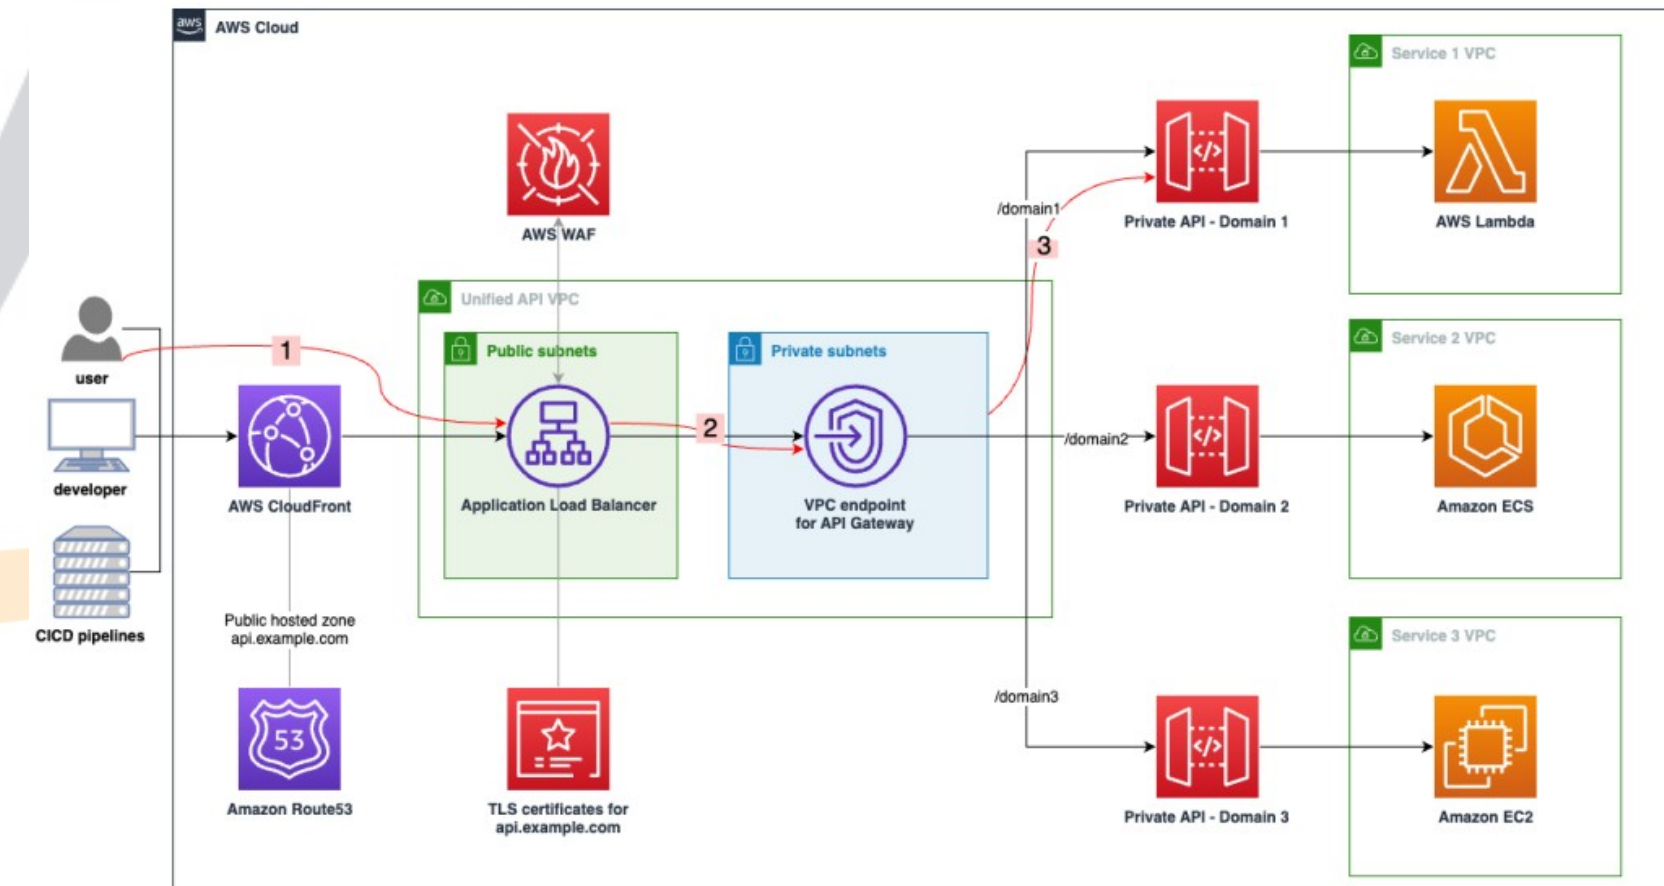 aws
AWS Cloud
Service 1 VPC
AWS WAF
/domain1
Private API - Domain 1
AWS Lambda
3
Unified API VPC
Service 2 VPC
user
1
Public subnets
Private subnets
2
/domain2
developer
AWS CloudFront
Application Load Balancer
VPC endpoint
for API Gateway
Private API - Domain 2
Amazon ECS
CICD pipelines
Public hosted zone
api.example.com
Service 3 VPC
/domain3
53
Amazon Route53
TLS certificates for
api.example.com
Private API - Domain 3
Amazon EC2